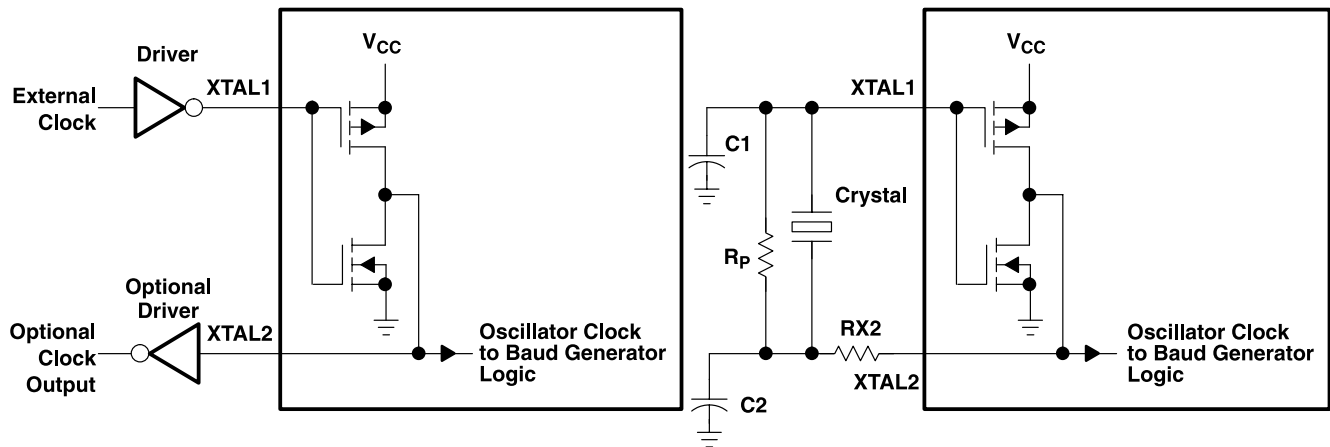 Driver
External
Clock
XTAL1
VCC
Optional
Driver
Optional
Clock
Output
XTAL2
Oscillator Clock
to Baud Generator
Logic
VCC
XTAL1
C1
Crystal
RP
RX2
XTAL2
C2
Oscillator Clock
to Baud Generator
Logic